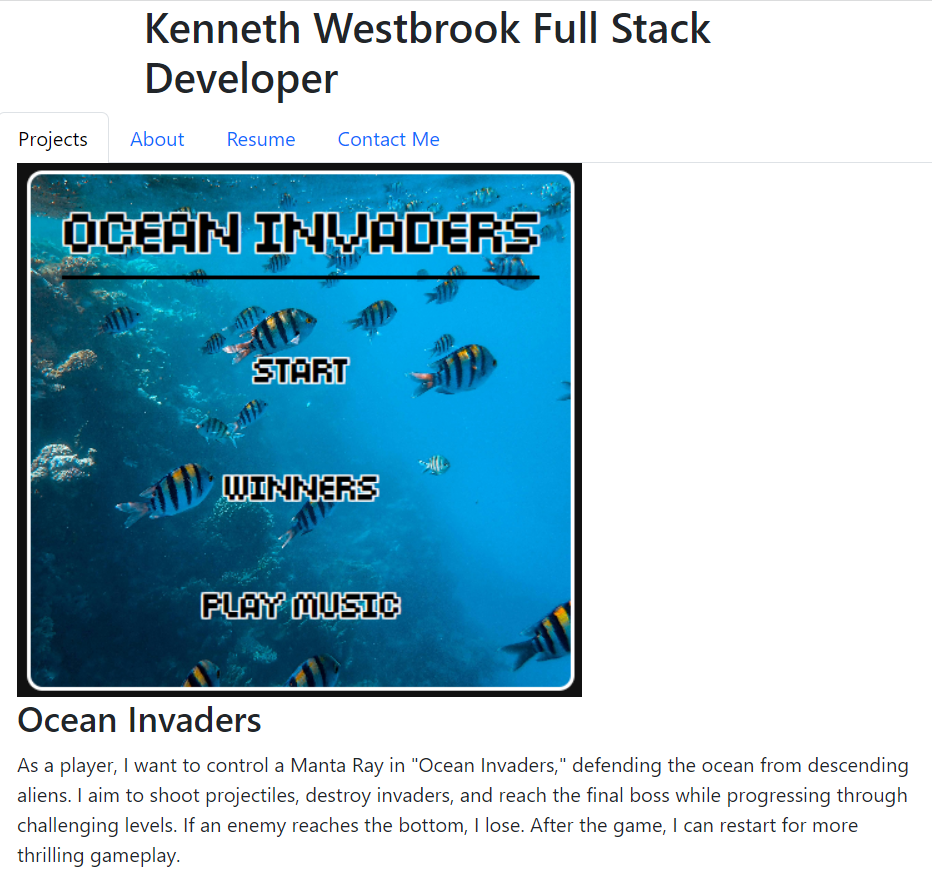 Kenneth Westbrook Full Stack
Developer
Projects About Resume Contact Me
OCEAN INVADERS
START
WINNERS
PLAY MUSIC
Ocean Invaders
As a player, I want to control a Manta Ray in "Ocean Invaders," defending the ocean from descending
aliens. I aim to shoot projectiles, destroy invaders, and reach the final boss while progressing through
challenging levels. If an enemy reaches the bottom, I lose. After the game, I can restart for more
thrilling gameplay.